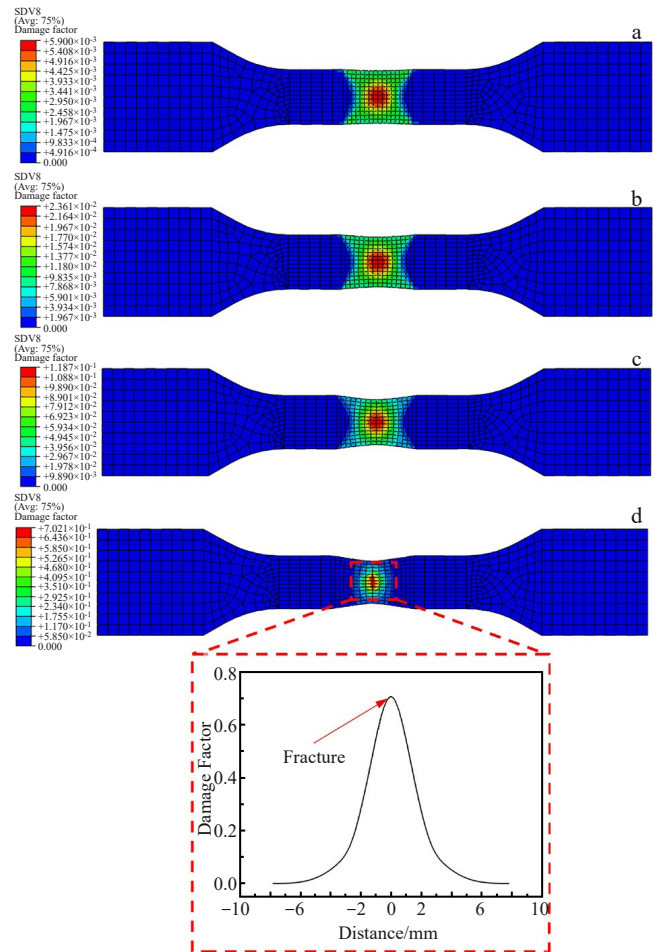 SDV8
(Avg: 75%)
Damage factor
+5.900×10⁻³
+5.408×10⁻³
+4.916×10⁻³
+4.425×10⁻³
+3.933×10⁻³
+3.441×10⁻³
+2.950×10⁻³
+2.458×10⁻³
+1.967×10⁻³
+1.475×10⁻³
+9.833×10⁻⁴
+4.916×10⁻⁴
0.000
a
SDV8
(Avg: 75%)
Damage factor
+2.361×10⁻²
+2.164×10⁻²
+1.967×10⁻²
+1.770×10⁻²
+1.574×10⁻²
+1.377×10⁻²
+1.180×10⁻²
+9.835×10⁻³
+7.868×10⁻³
+5.901×10⁻³
+3.934×10⁻³
+1.967×10⁻³
0.000
b
SDV8
(Avg: 75%)
Damage factor
+1.187×10⁻¹
+1.088×10⁻¹
+9.890×10⁻²
+8.901×10⁻²
+7.912×10⁻²
+6.923×10⁻²
+5.934×10⁻²
+4.945×10⁻²
+3.956×10⁻²
+2.967×10⁻²
+1.978×10⁻²
+9.890×10⁻³
0.000
c
SDV8
(Avg: 75%)
Damage factor
+7.021×10⁻¹
+6.436×10⁻¹
+5.850×10⁻¹
+5.265×10⁻¹
+4.680×10⁻¹
+4.095×10⁻¹
+3.510×10⁻¹
+2.925×10⁻¹
+2.340×10⁻¹
+1.755×10⁻¹
+1.170×10⁻¹
+5.850×10⁻²
0.000
d
Damage Factor
0.8
0.6
0.4
0.2
0.0
Fracture
−10 −6 −2 0 2 6 10
Distance/mm